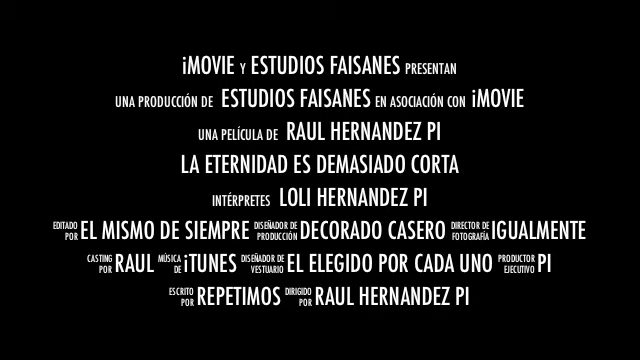 iMOVIE Y ESTUDIOS FAISANES PRESENTAN
UNA PRODUCCIÓN DE ESTUDIOS FAISANES EN ASOCIACIÓN CON iMOVIE
UNA PELÍCULA DE RAUL HERNANDEZ PI
LA ETERNIDAD ES DEMASIADO CORTA
INTÉRPRETES LOLI HERNANDEZ PI
EDITADO POR EL MISMO DE SIEMPRE DISEÑADOR DE PRODUCCIÓN DECORADO CASERO DIRECTOR DE FOTOGRAFÍA IGUALMENTE
CASTING POR RAUL MÚSICA DE iTUNES DISEÑADOR DE VESTUARIO EL ELEGIDO POR CADA UNO PRODUCTOR EJECUTIVO PI
ESCRITO POR REPETIMOS DIRIGIDO POR RAUL HERNANDEZ PI